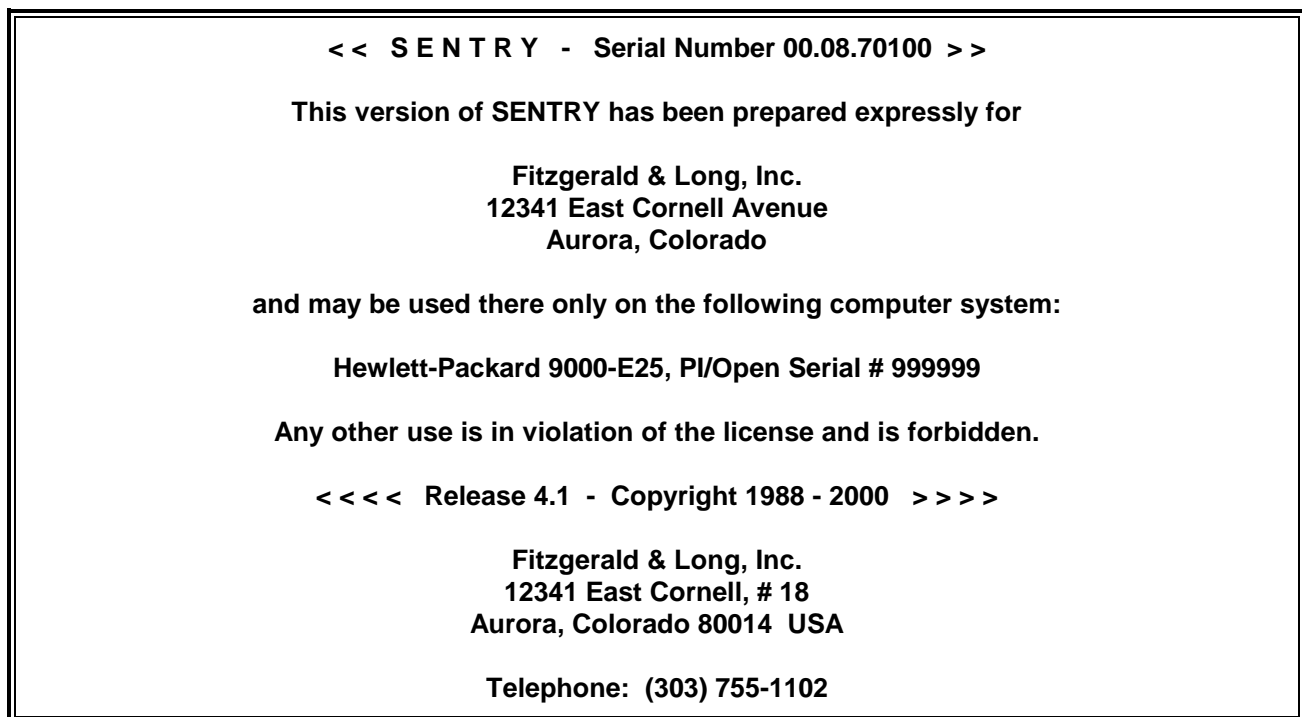 < < S E N T R Y - Serial Number 00.08.70100 > >
This version of SENTRY has been prepared expressly for
Fitzgerald & Long, Inc.
12341 East Cornell Avenue
Aurora, Colorado
and may be used there only on the following computer system:
Hewlett-Packard 9000-E25, PI/Open Serial # 999999
Any other use is in violation of the license and is forbidden.
< < < < Release 4.1 - Copyright 1988 - 2000 > > > >
Fitzgerald & Long, Inc.
12341 East Cornell, # 18
Aurora, Colorado 80014 USA
Telephone: (303) 755-1102